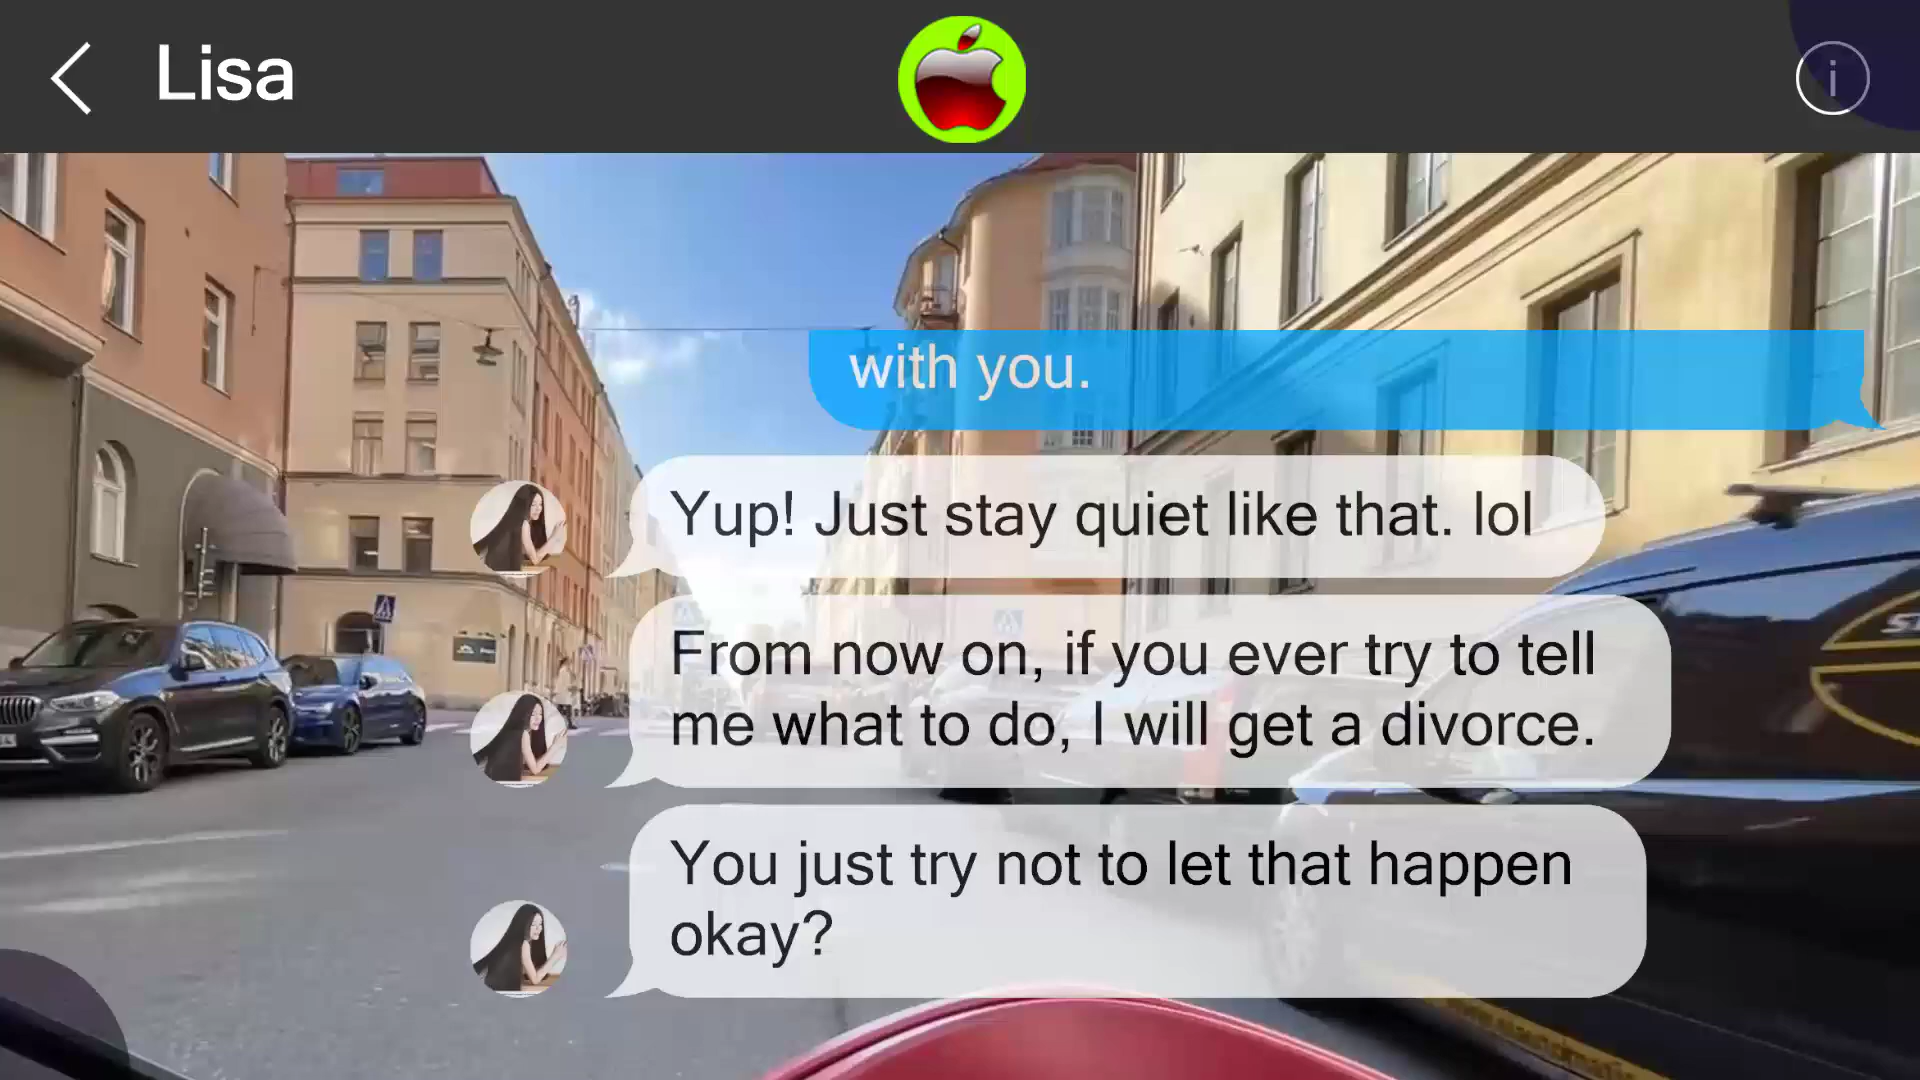 Lisa
i
with you.
Yup! Just stay quiet like that. lol
From now on, if you ever try to tell
me what to do, I will get a divorce.
You just try not to let that happen
okay?